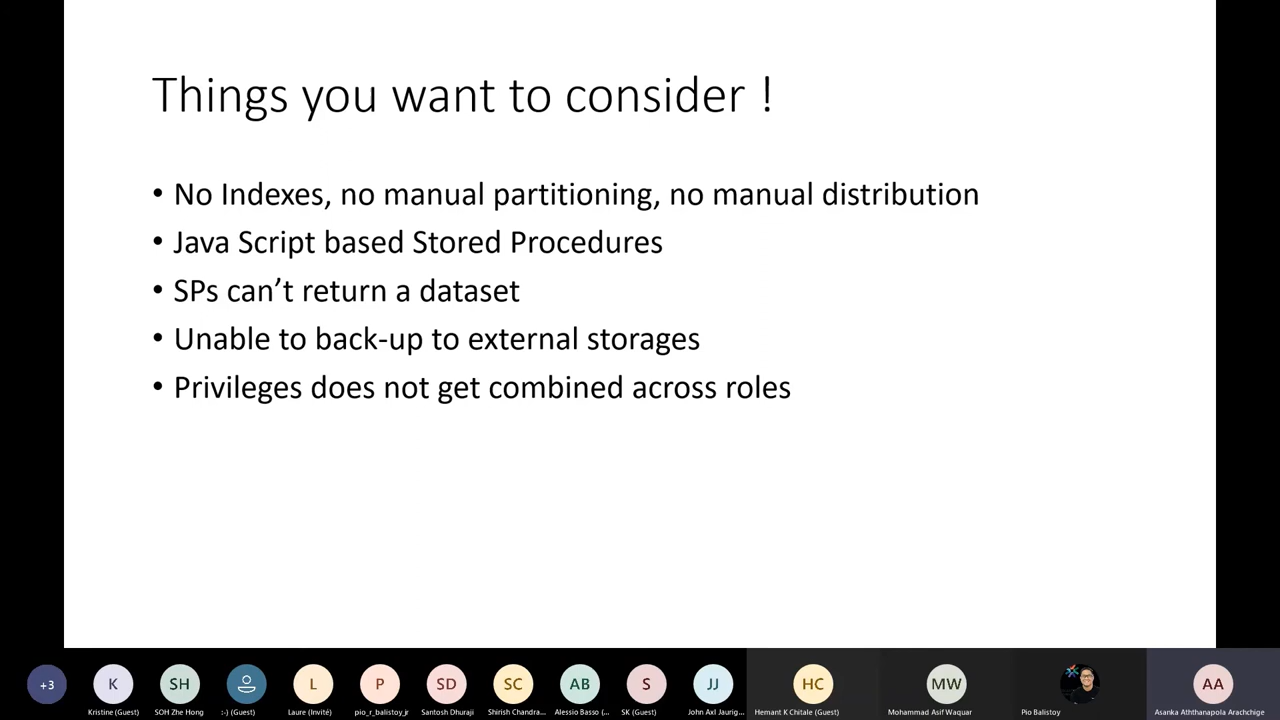 Things you want to consider !
• No Indexes, no manual partitioning, no manual distribution
• Java Script based Stored Procedures
• SPs can’t return a dataset
• Unable to back-up to external storages
• Privileges does not get combined across roles
+3
K
SH
L
P
SD
SC
AB
S
JJ
HC
MW
AA
Kristine (Guest)
SOH Zhe Hong
:-) (Guest)
Laure (Invité)
pio_r_balistoy_jr
Santosh Dhuraji
Shirish Chandra...
Alessio Basso (...
SK (Guest)
John Axl Jaurig...
Hemant K Chitale (Guest)
Mohammad Asif Waquar
Pio Balistoy
Asanka Aththanapola Arachchige